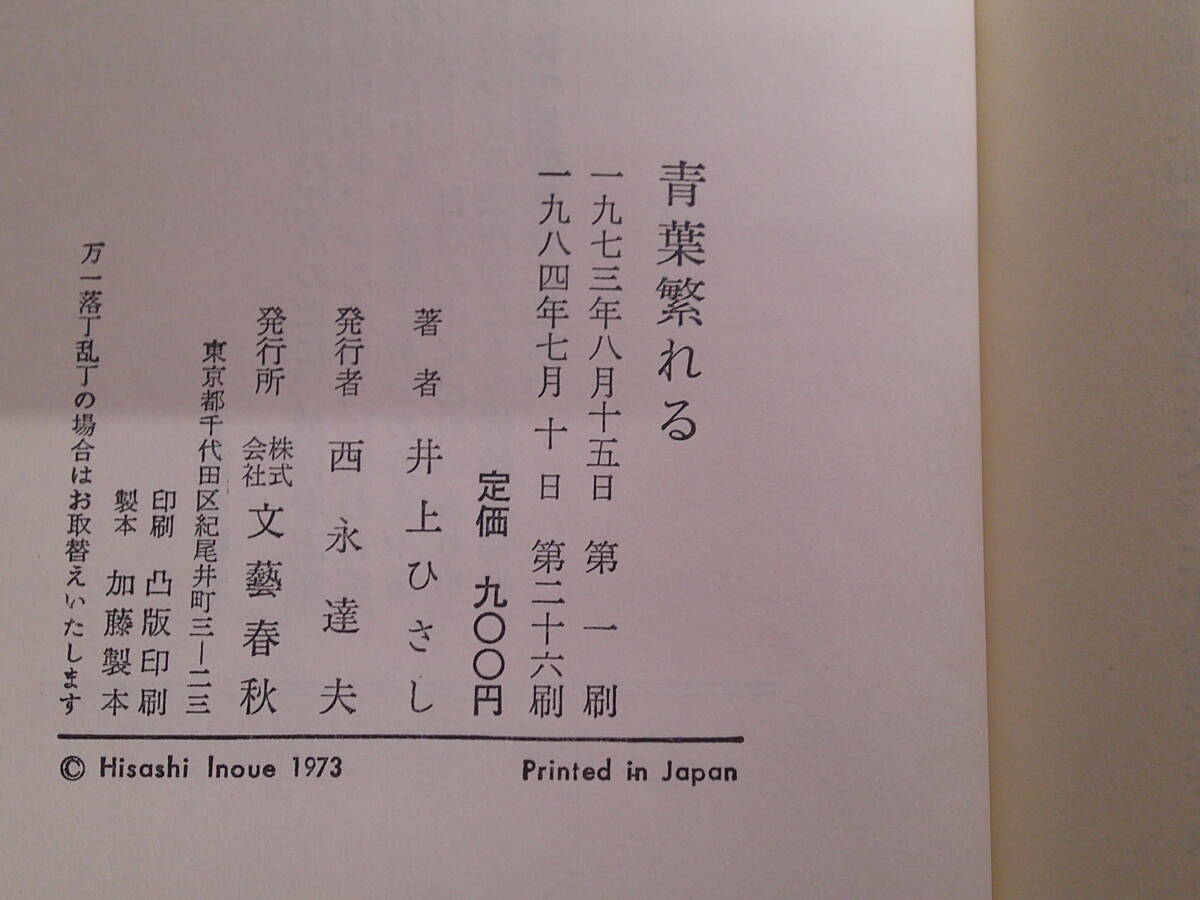 青葉繁れる
一九七三年八月十五日 第一刷
一九八四年七月十日 第二十六刷
定価 九〇〇円
著者 井上ひさし
発行者 西永達夫
発行所 株式会社 文藝春秋
東京都千代田区紀尾井町三―二三
印刷 凸版印刷
製本 加藤製本
万一落丁乱丁の場合はお取替えいたします
© Hisashi Inoue 1973
Printed in Japan